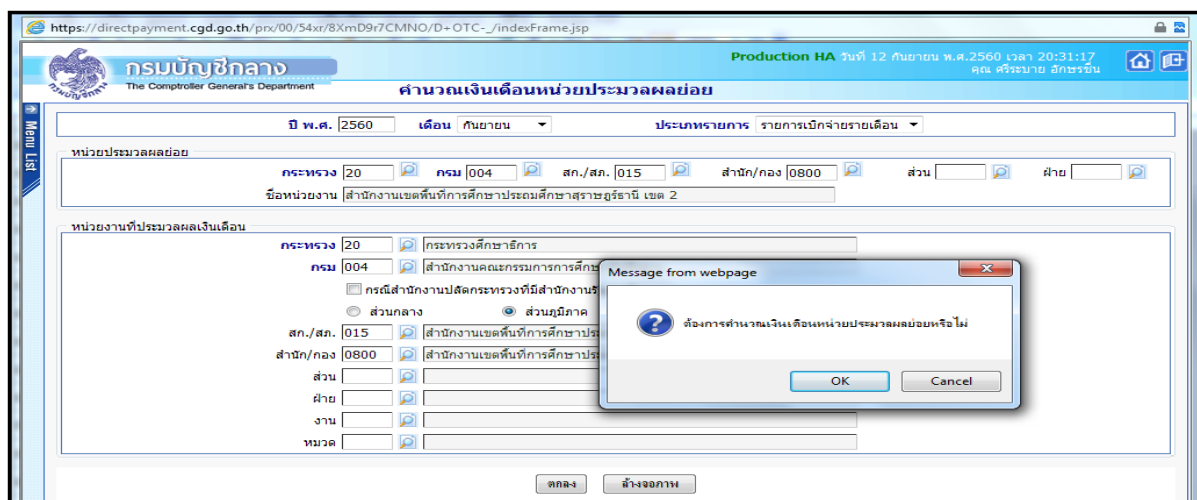 https://directpayment.cgd.go.th/prx/00/54xr/8XmD9r7CMNO/D+OTC-_/indexFrame.jsp
Production HA วันที่ 12 กันยายน พ.ศ.2560 เวลา 20:31:17
กรมบัญชีกลาง
คุณ ศรีระบาย อักษรชื่น
The Comptroller General's Department
คำนวณเงินเดือนหน่วยประมวลผลย่อย
Menu List
ปี พ.ศ. 2560 เดือน กันยายน ประเภทรายการ รายการเบิกจ่ายรายเดือน
หน่วยประมวลผลย่อย
กระทรวง 20 กรม 004 สก./สภ. 015 สำนัก/กอง 0800 ส่วน ฝ่าย
ชื่อหน่วยงาน สำนักงานเขตพื้นที่การศึกษาประถมศึกษาสุราษฎร์ธานี เขต 2
หน่วยงานที่ประมวลผลเงินเดือน
กระทรวง 20 กระทรวงศึกษาธิการ
กรม 004 สำนักงานคณะกรรมการการศึกษ
กรณีสำนักงานปลัดกระทรวงที่มีสำนักงานรั
ส่วนกลาง ส่วนภูมิภาค
สก./สภ. 015 สำนักงานเขตพื้นที่การศึกษาประ
สำนัก/กอง 0800 สำนักงานเขตพื้นที่การศึกษาประ
ส่วน
ฝ่าย
งาน
หมวด
Message from webpage
ต้องการคำนวณเงินเดือนหน่วยประมวลผลย่อยหรือไม่
OK Cancel
ตกลง ล้างจอภาพ